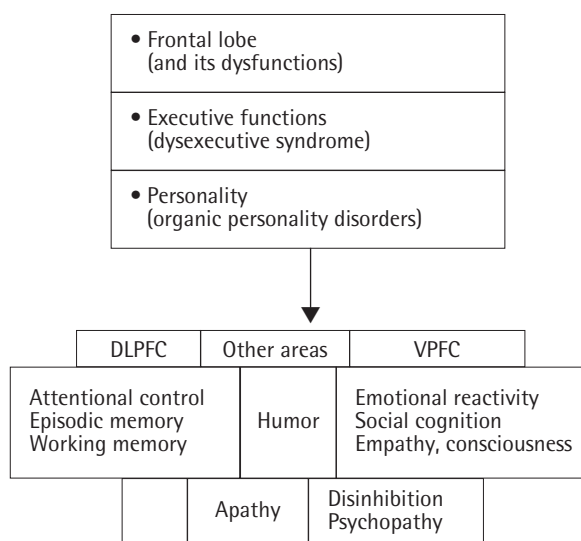 • Frontal lobe
(and its dysfunctions)
• Executive functions
(dysexecutive syndrome)
• Personality
(organic personality disorders)
DLPFC
Other areas
VPFC
Attentional control
Episodic memory
Working memory
Humor
Emotional reactivity
Social cognition
Empathy, consciousness
Apathy
Disinhibition
Psychopathy